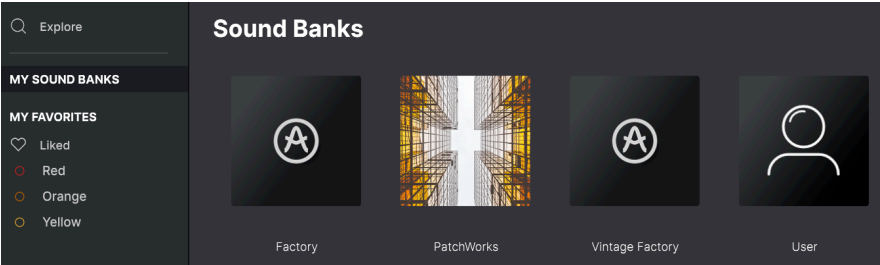 Explore
MY SOUND BANKS
MY FAVORITES
Liked
Red
Orange
Yellow
Sound Banks
Factory
PatchWorks
Vintage Factory
User